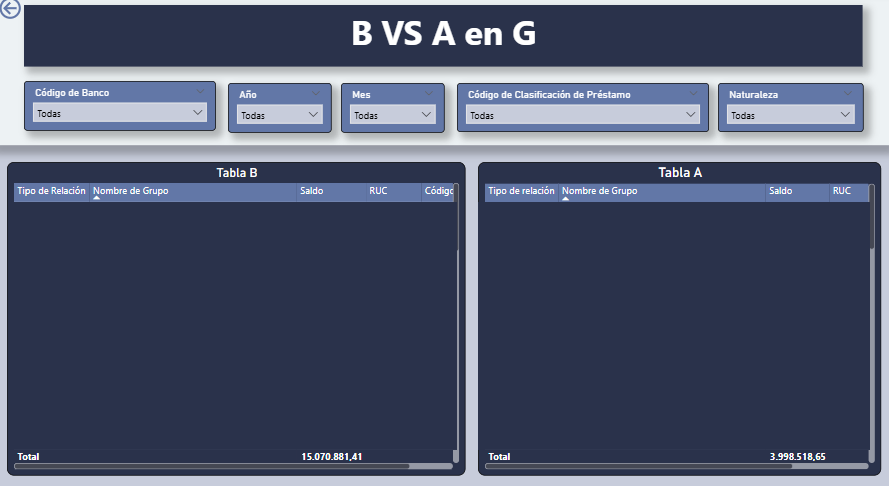 B VS A en G
Código de Banco
Todas
Año
Todas
Mes
Todas
Código de Clasificación de Préstamo
Todas
Naturaleza
Todas
Tabla B
Tipo de Relación Nombre de Grupo Saldo RUC Código
Total 15.070.881,41
Tabla A
Tipo de relación Nombre de Grupo Saldo RUC
Total 3.998.518,65